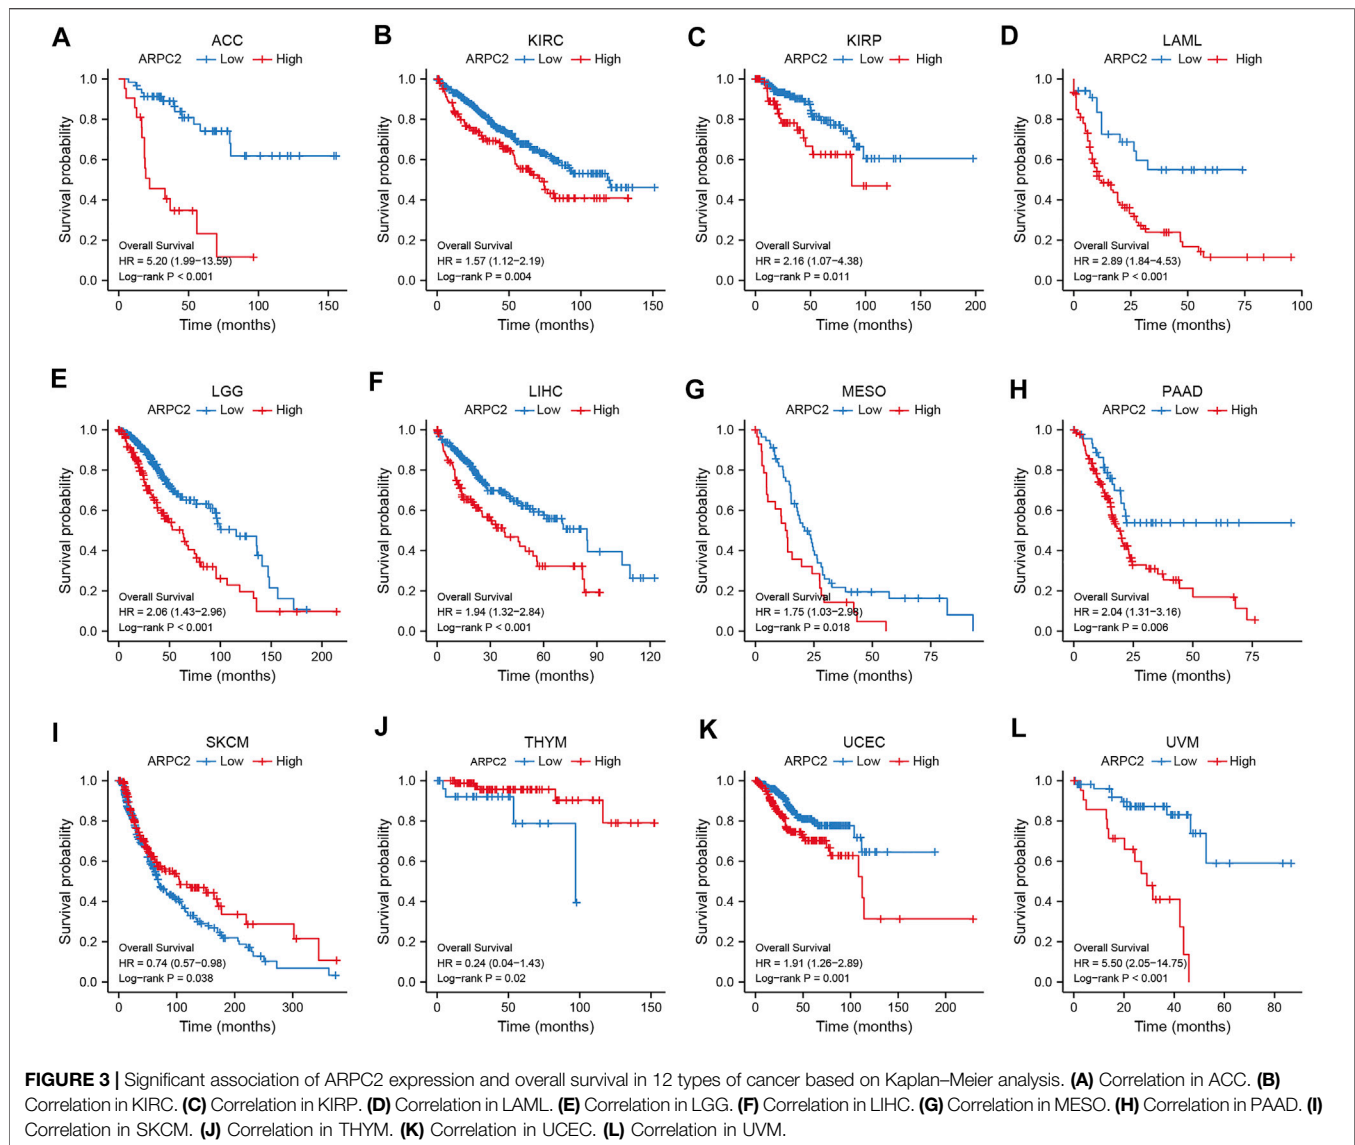 A
ACC
ARPC2 Low High
Survival probability
1.0
0.8
0.6
0.4
0.2
0.0
Overall Survival
HR = 5.20 (1.99−13.59)
Log−rank P < 0.001
0 50 100 150
Time (months)
B
KIRC
ARPC2 Low High
Survival probability
1.0
0.8
0.6
0.4
0.2
0.0
Overall Survival
HR = 1.57 (1.12−2.19)
Log−rank P = 0.004
0 50 100 150
Time (months)
C
KIRP
ARPC2 Low High
Survival probability
1.0
0.8
0.6
0.4
0.2
0.0
Overall Survival
HR = 2.16 (1.07−4.38)
Log−rank P = 0.011
0 50 100 150 200
Time (months)
D
LAML
ARPC2 Low High
Survival probability
1.0
0.8
0.6
0.4
0.2
0.0
Overall Survival
HR = 2.89 (1.84−4.53)
Log−rank P < 0.001
0 25 50 75 100
Time (months)
E
LGG
ARPC2 Low High
Survival probability
1.0
0.8
0.6
0.4
0.2
0.0
Overall Survival
HR = 2.06 (1.43−2.96)
Log−rank P < 0.001
0 50 100 150 200
Time (months)
F
LIHC
ARPC2 Low High
Survival probability
1.0
0.8
0.6
0.4
0.2
0.0
Overall Survival
HR = 1.94 (1.32−2.84)
Log−rank P < 0.001
0 30 60 90 120
Time (months)
G
MESO
ARPC2 Low High
Survival probability
1.0
0.8
0.6
0.4
0.2
0.0
Overall Survival
HR = 1.75 (1.03−2.98)
Log−rank P = 0.018
0 25 50 75
Time (months)
H
PAAD
ARPC2 Low High
Survival probability
1.0
0.8
0.6
0.4
0.2
0.0
Overall Survival
HR = 2.04 (1.31−3.16)
Log−rank P = 0.006
0 25 50 75
Time (months)
I
SKCM
ARPC2 Low High
Survival probability
1.0
0.8
0.6
0.4
0.2
0.0
Overall Survival
HR = 0.74 (0.57−0.98)
Log−rank P = 0.038
0 100 200 300
Time (months)
J
THYM
ARPC2 Low High
Survival probability
1.0
0.8
0.6
0.4
0.2
0.0
Overall Survival
HR = 0.24 (0.04−1.43)
Log−rank P = 0.02
0 50 100 150
Time (months)
K
UCEC
ARPC2 Low High
Survival probability
1.0
0.8
0.6
0.4
0.2
0.0
Overall Survival
HR = 1.91 (1.26−2.89)
Log−rank P = 0.001
0 50 100 150 200
Time (months)
L
UVM
ARPC2 Low High
Survival probability
1.0
0.8
0.6
0.4
0.2
0.0
Overall Survival
HR = 5.50 (2.05−14.75)
Log−rank P < 0.001
0 20 40 60 80
Time (months)
FIGURE 3 | Significant association of ARPC2 expression and overall survival in 12 types of cancer based on Kaplan–Meier analysis. (A) Correlation in ACC. (B)
Correlation in KIRC. (C) Correlation in KIRP. (D) Correlation in LAML. (E) Correlation in LGG. (F) Correlation in LIHC. (G) Correlation in MESO. (H) Correlation in PAAD. (I)
Correlation in SKCM. (J) Correlation in THYM. (K) Correlation in UCEC. (L) Correlation in UVM.